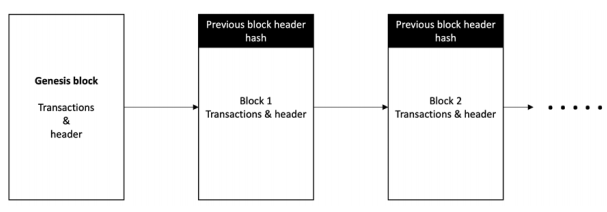 Genesis block
Transactions
&
header
Previous block header
hash
Block 1
Transactions & header
Previous block header
hash
Block 2
Transactions & header